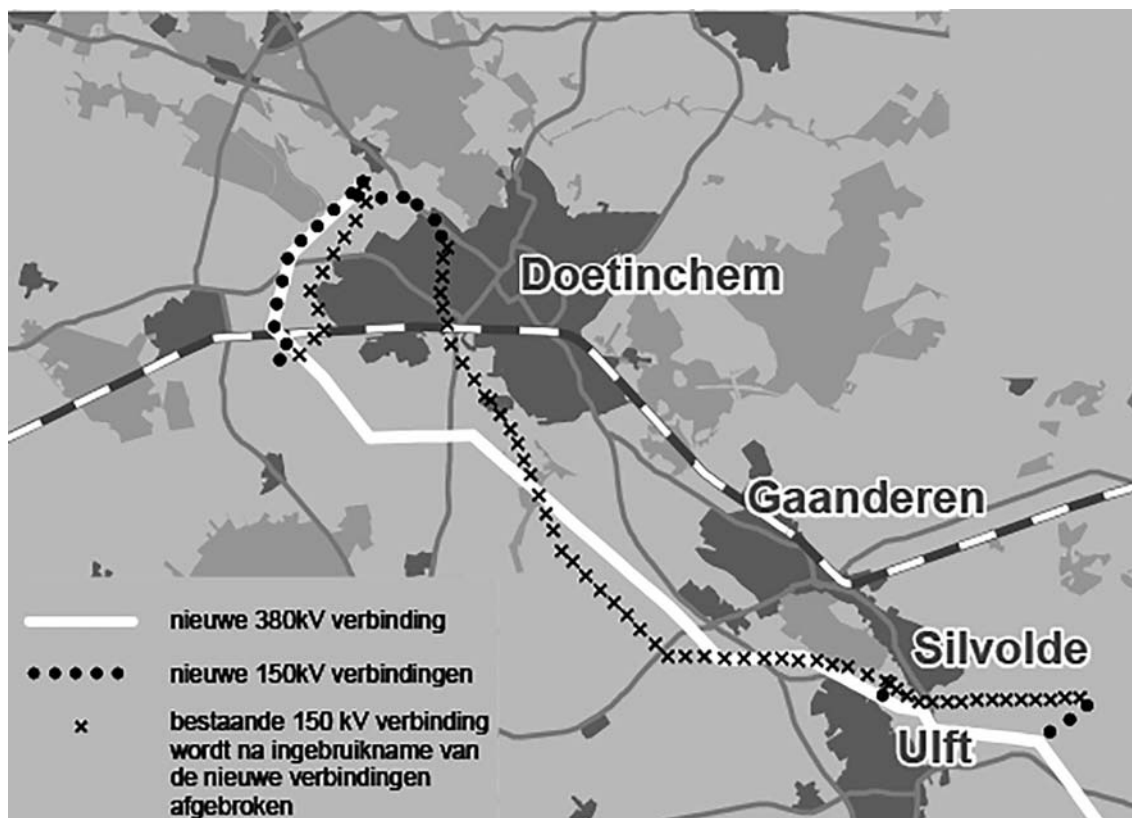 Doetinchem
Gaanderen
Silvolde
Ulft
nieuwe 380kV verbinding
nieuwe 150kV verbindingen
bestaande 150 kV verbinding
wordt na ingebruikname van
de nieuwe verbindingen
afgebroken